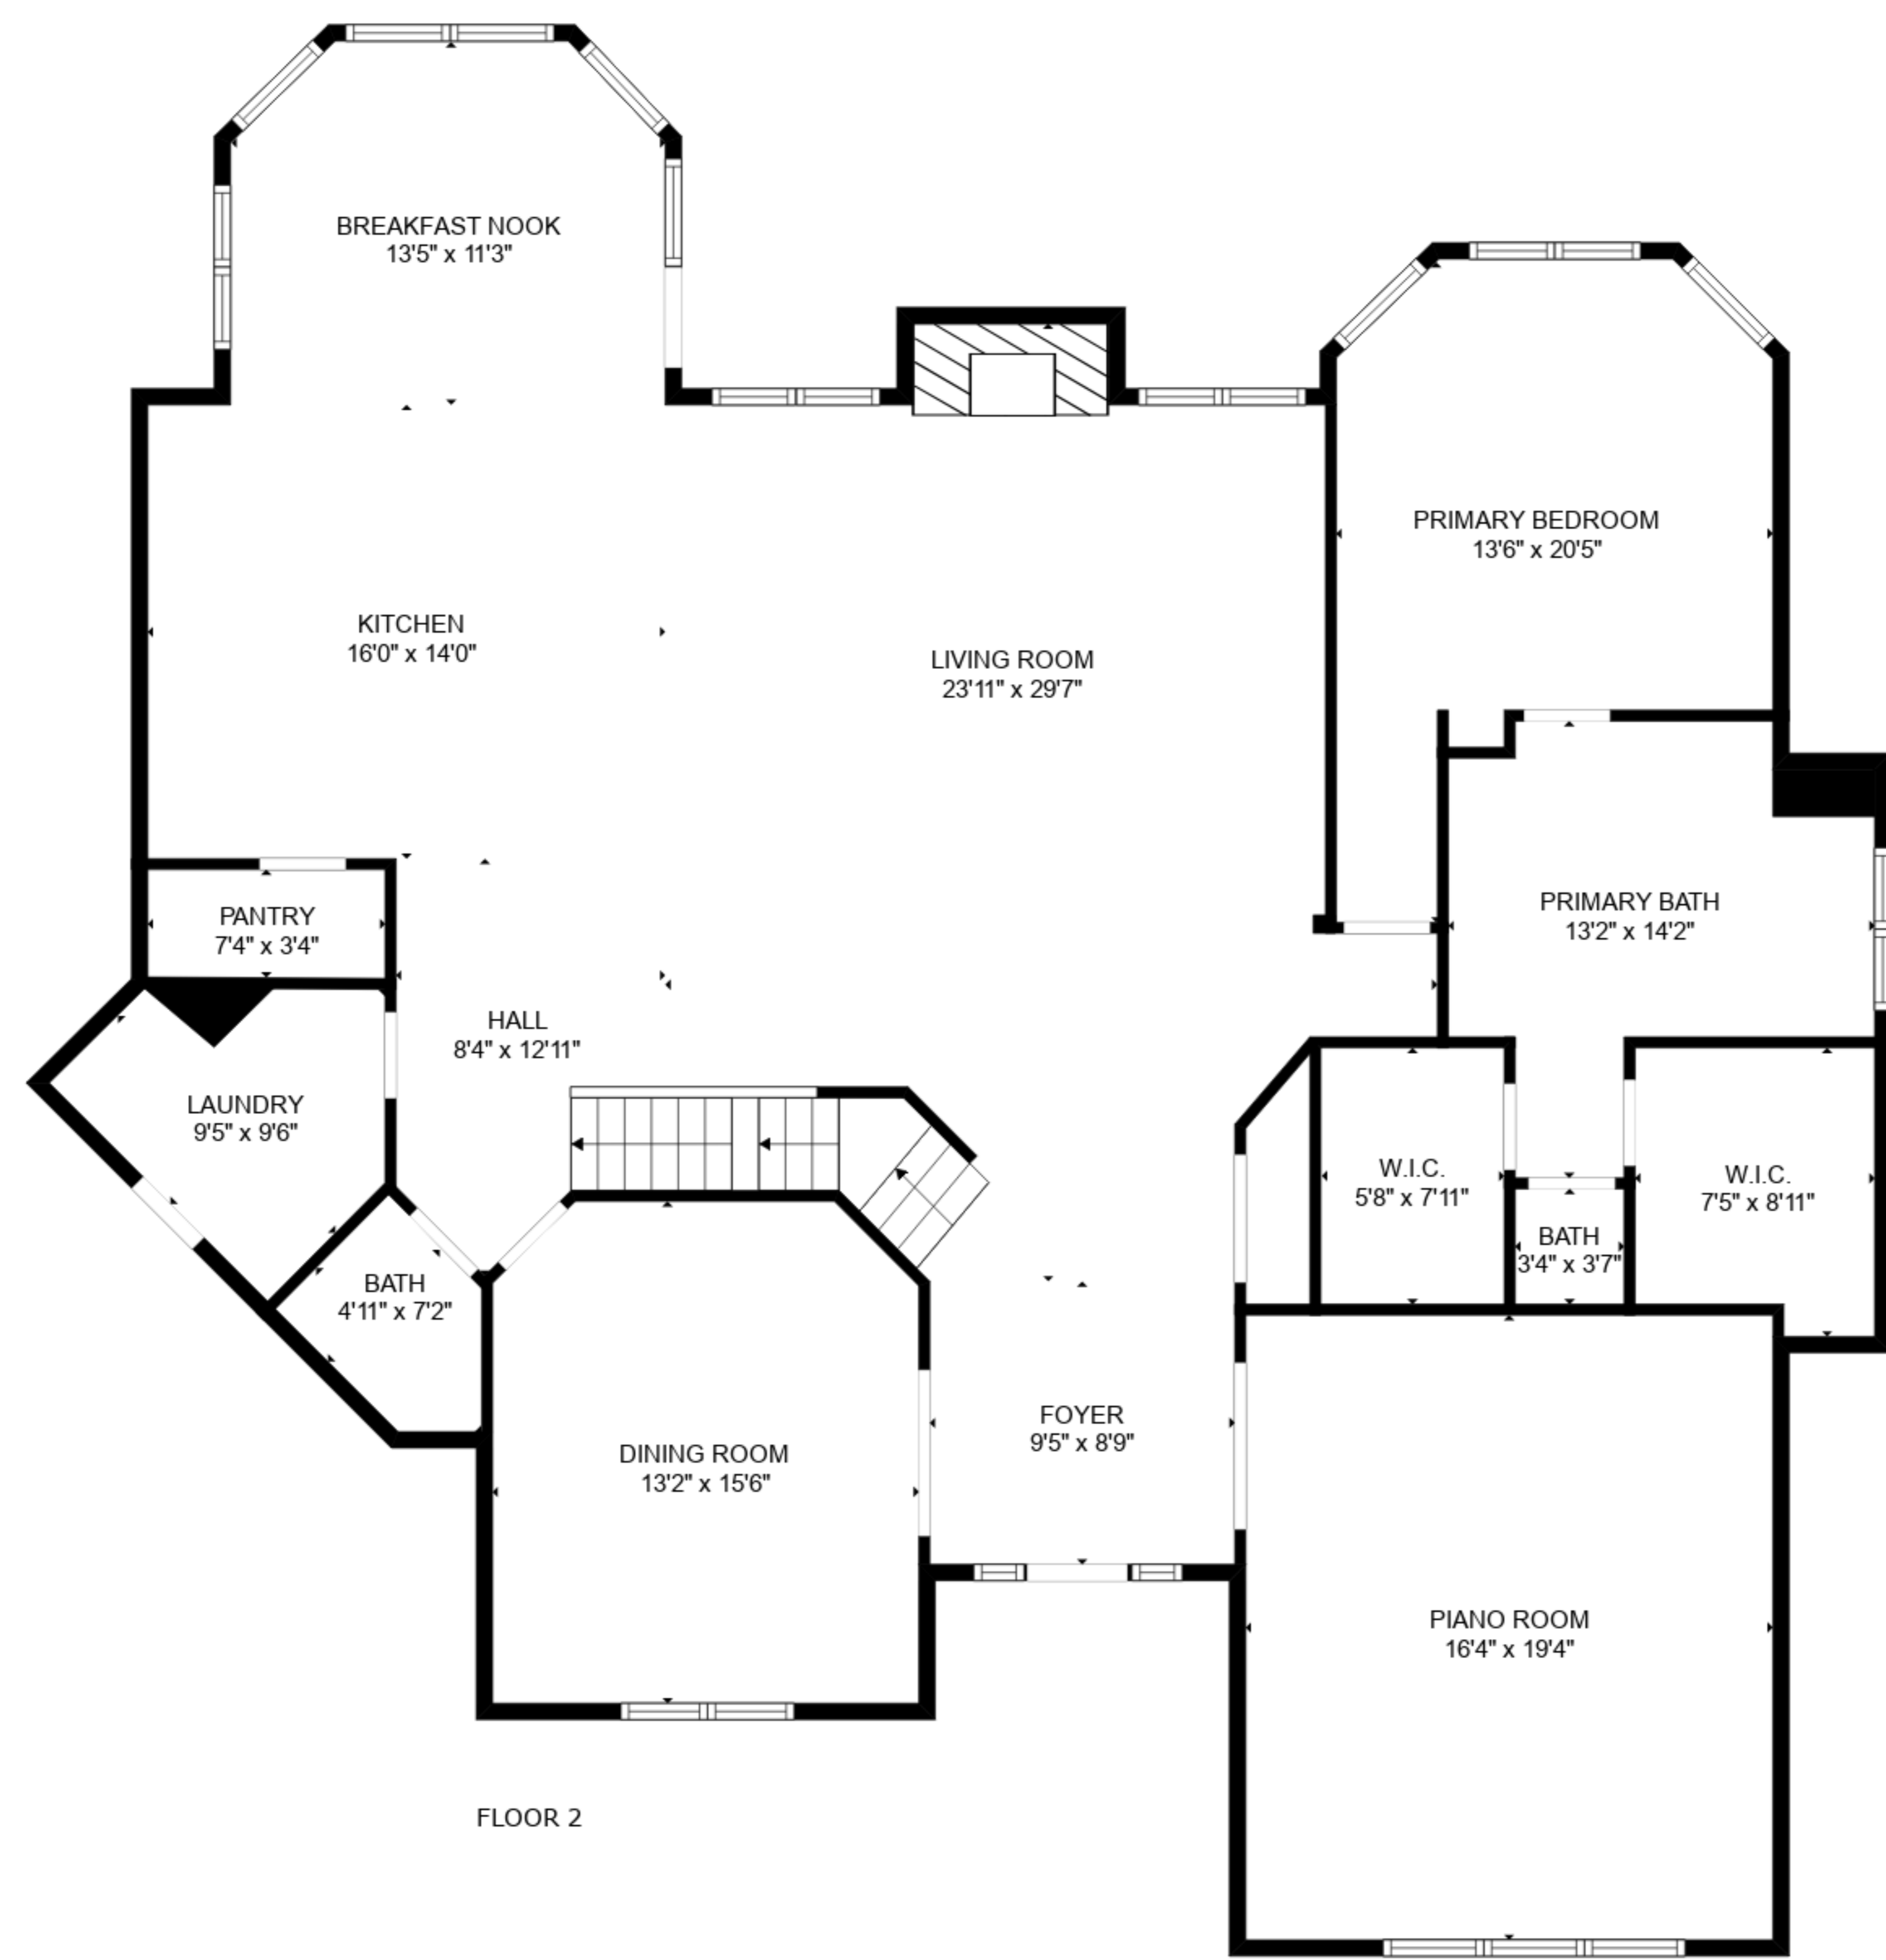 BREAKFAST NOOK
13'5" x 11'3"
PRIMARY BEDROOM
13'6" x 20'5"
KITCHEN
16'0" x 14'0"
LIVING ROOM
23'11" x 29'7"
PANTRY
7'4" x 3'4"
PRIMARY BATH
13'2" x 14'2"
HALL
8'4" x 12'11"
LAUNDRY
9'5" x 9'6"
W.I.C.
5'8" x 7'11"
W.I.C.
7'5" x 8'11"
BATH
3'4" x 3'7"
BATH
4'11" x 7'2"
FOYER
9'5" x 8'9"
DINING ROOM
13'2" x 15'6"
PIANO ROOM
16'4" x 19'4"
FLOOR 2